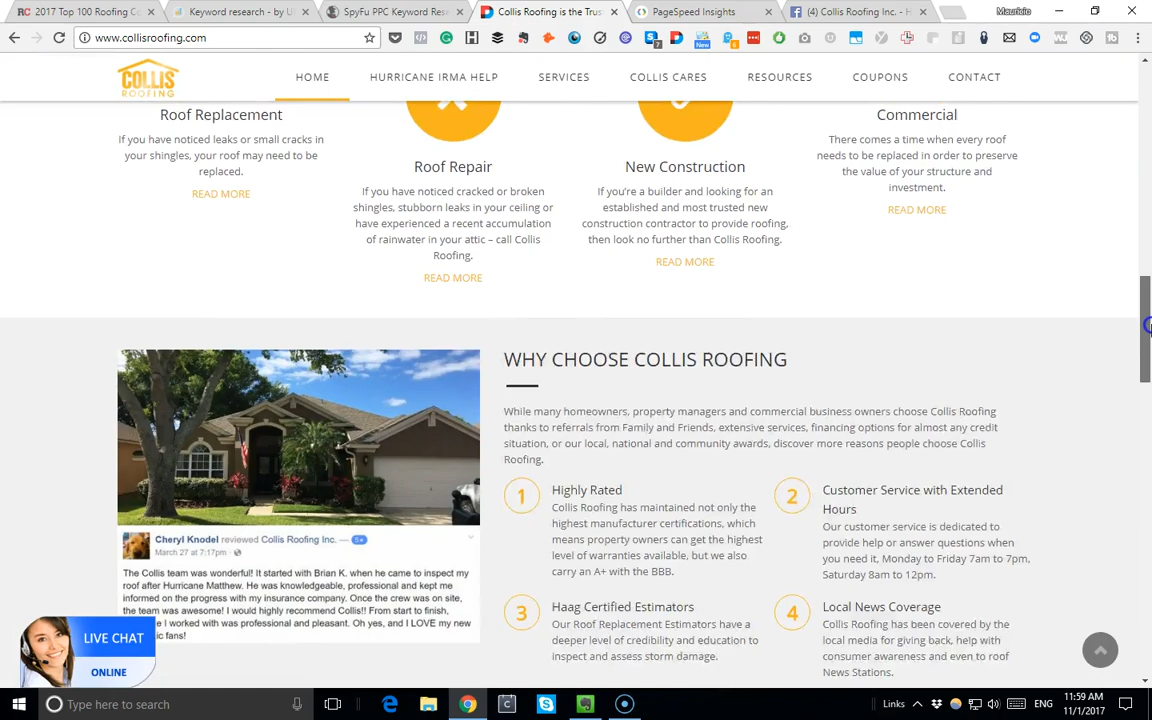 2017 Top 100 Roofing Co
Keyword research - by U
SpyFu PPC Keyword Rese
Collis Roofing is the Trus
PageSpeed Insights
(4) Collis Roofing Inc. - H
Mauricio
www.collisroofing.com
COLLIS
ROOFING
HOME
HURRICANE IRMA HELP
SERVICES
COLLIS CARES
RESOURCES
COUPONS
CONTACT
Roof Replacement
If you have noticed leaks or small cracks in
your shingles, your roof may need to be
replaced.
READ MORE
Roof Repair
If you have noticed cracked or broken
shingles, stubborn leaks in your ceiling or
have experienced a recent accumulation
of rainwater in your attic – call Collis
Roofing.
READ MORE
New Construction
If you're a builder and looking for an
established and most trusted new
construction contractor to provide roofing,
then look no further than Collis Roofing.
READ MORE
Commercial
There comes a time when every roof
needs to be replaced in order to preserve
the value of your structure and
investment.
READ MORE
Cheryl Knodel reviewed Collis Roofing Inc. — 5
March 27 at 7:17pm
The Collis team was wonderful! It started with Brian K. when he came to inspect my
roof after Hurricane Matthew. He was knowledgeable, professional and kept me
informed on the progress with my insurance company. Once the crew was on site,
the team was awesome! I would highly recommend Collis!! From start to finish,
I worked with was professional and pleasant. Oh yes, and I LOVE my new
fans!
WHY CHOOSE COLLIS ROOFING
While many homeowners, property managers and commercial business owners choose Collis Roofing
thanks to referrals from Family and Friends, extensive services, financing options for almost any credit
situation, or our local, national and community awards, discover more reasons people choose Collis
Roofing.
1
Highly Rated
Collis Roofing has maintained not only the
highest manufacturer certifications, which
means property owners can get the highest
level of warranties available, but we also
carry an A+ with the BBB.
2
Customer Service with Extended
Hours
Our customer service is dedicated to
provide help or answer questions when
you need it, Monday to Friday 7am to 7pm,
Saturday 8am to 12pm.
3
Haag Certified Estimators
Our Roof Replacement Estimators have a
deeper level of credibility and education to
inspect and assess storm damage.
4
Local News Coverage
Collis Roofing has been covered by the
local media for giving back, help with
consumer awareness and even to roof
News Stations.
LIVE CHAT
ONLINE
Type here to search
Links
ENG
11:59 AM
11/1/2017